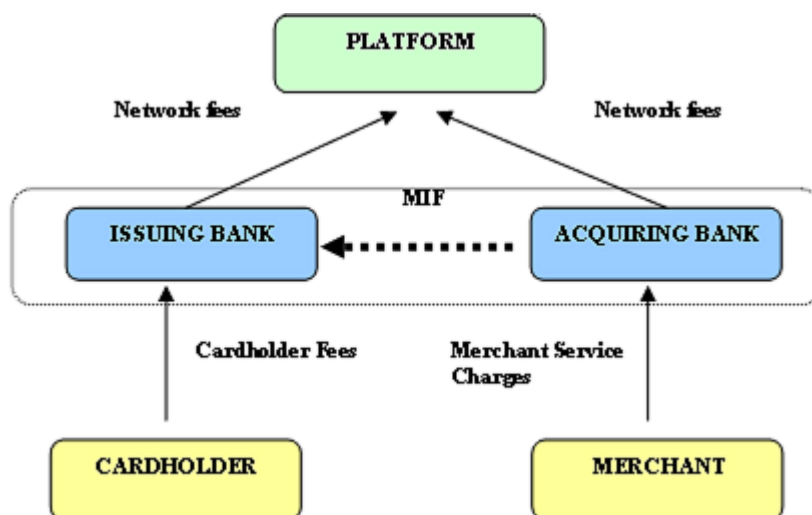 PLATFORM
Network fees
Network fees
MIF
ISSUING BANK
ACQUIRING BANK
Cardholder Fees
Merchant Service
Charges
CARDHOLDER
MERCHANT